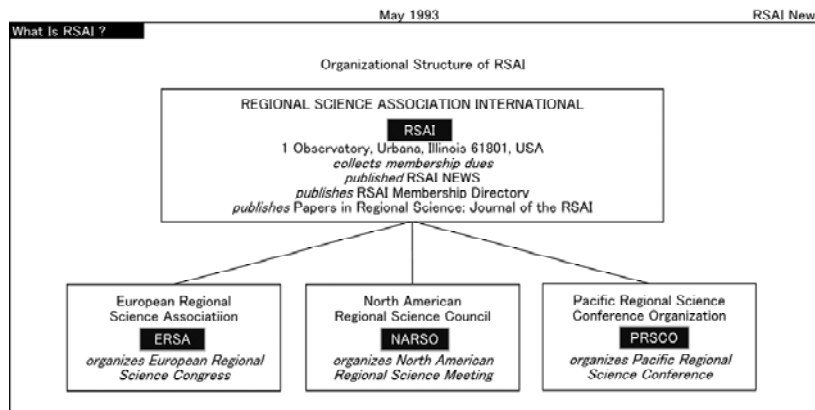 May 1993
RSAI New
What Is RSAI ?
Organizational Structure of RSAI
REGIONAL SCIENCE ASSOCIATION INTERNATIONAL
RSAI
1 Observatory, Urbana, Illinois 61801, USA
collects membership dues
published RSAI NEWS
publishes RSAI Membership Directory
publishes Papers in Regional Science: Journal of the RSAI
European Regional
Science Associatiion
ERSA
organizes European Regional
Science Congress
North American
Regional Science Council
NARSO
organizes North American
Regional Science Meeting
Pacific Regional Science
Conference Organization
PRSCO
organizes Pacific Regional
Science Conference